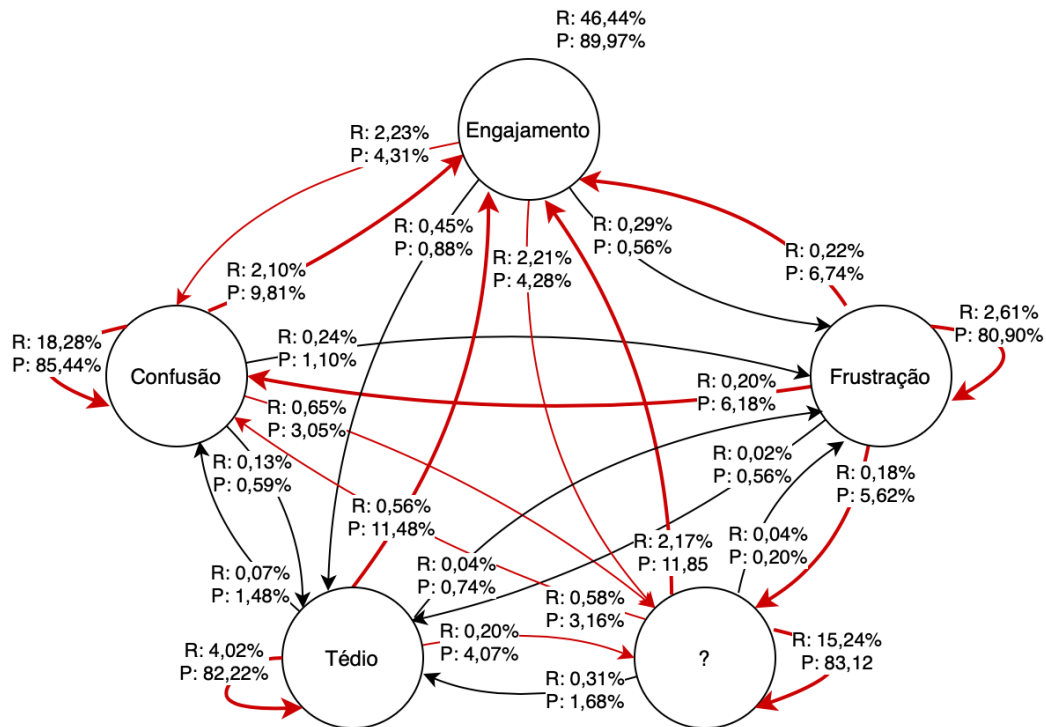 R: 46,44%
P: 89,97%
Engajamento
R: 2,23%
P: 4,31%
R: 0,45%
P: 0,88%
R: 2,21%
P: 4,28%
R: 0,29%
P: 0,56%
R: 0,22%
P: 6,74%
R: 2,10%
P: 9,81%
R: 18,28%
P: 85,44%
Confusão
R: 0,24%
P: 1,10%
R: 2,61%
P: 80,90%
Frustração
R: 0,20%
P: 6,18%
R: 0,65%
P: 3,05%
R: 0,13%
P: 0,59%
R: 0,02%
P: 0,56%
R: 0,18%
P: 5,62%
R: 0,56%
P: 11,48%
R: 0,04%
P: 0,20%
R: 2,17%
P: 11,85
R: 0,07%
P: 1,48%
R: 0,04%
P: 0,74%
R: 0,58%
P: 3,16%
R: 4,02%
P: 82,22%
Tédio
R: 0,20%
P: 4,07%
?
R: 15,24%
P: 83,12
R: 0,31%
P: 1,68%